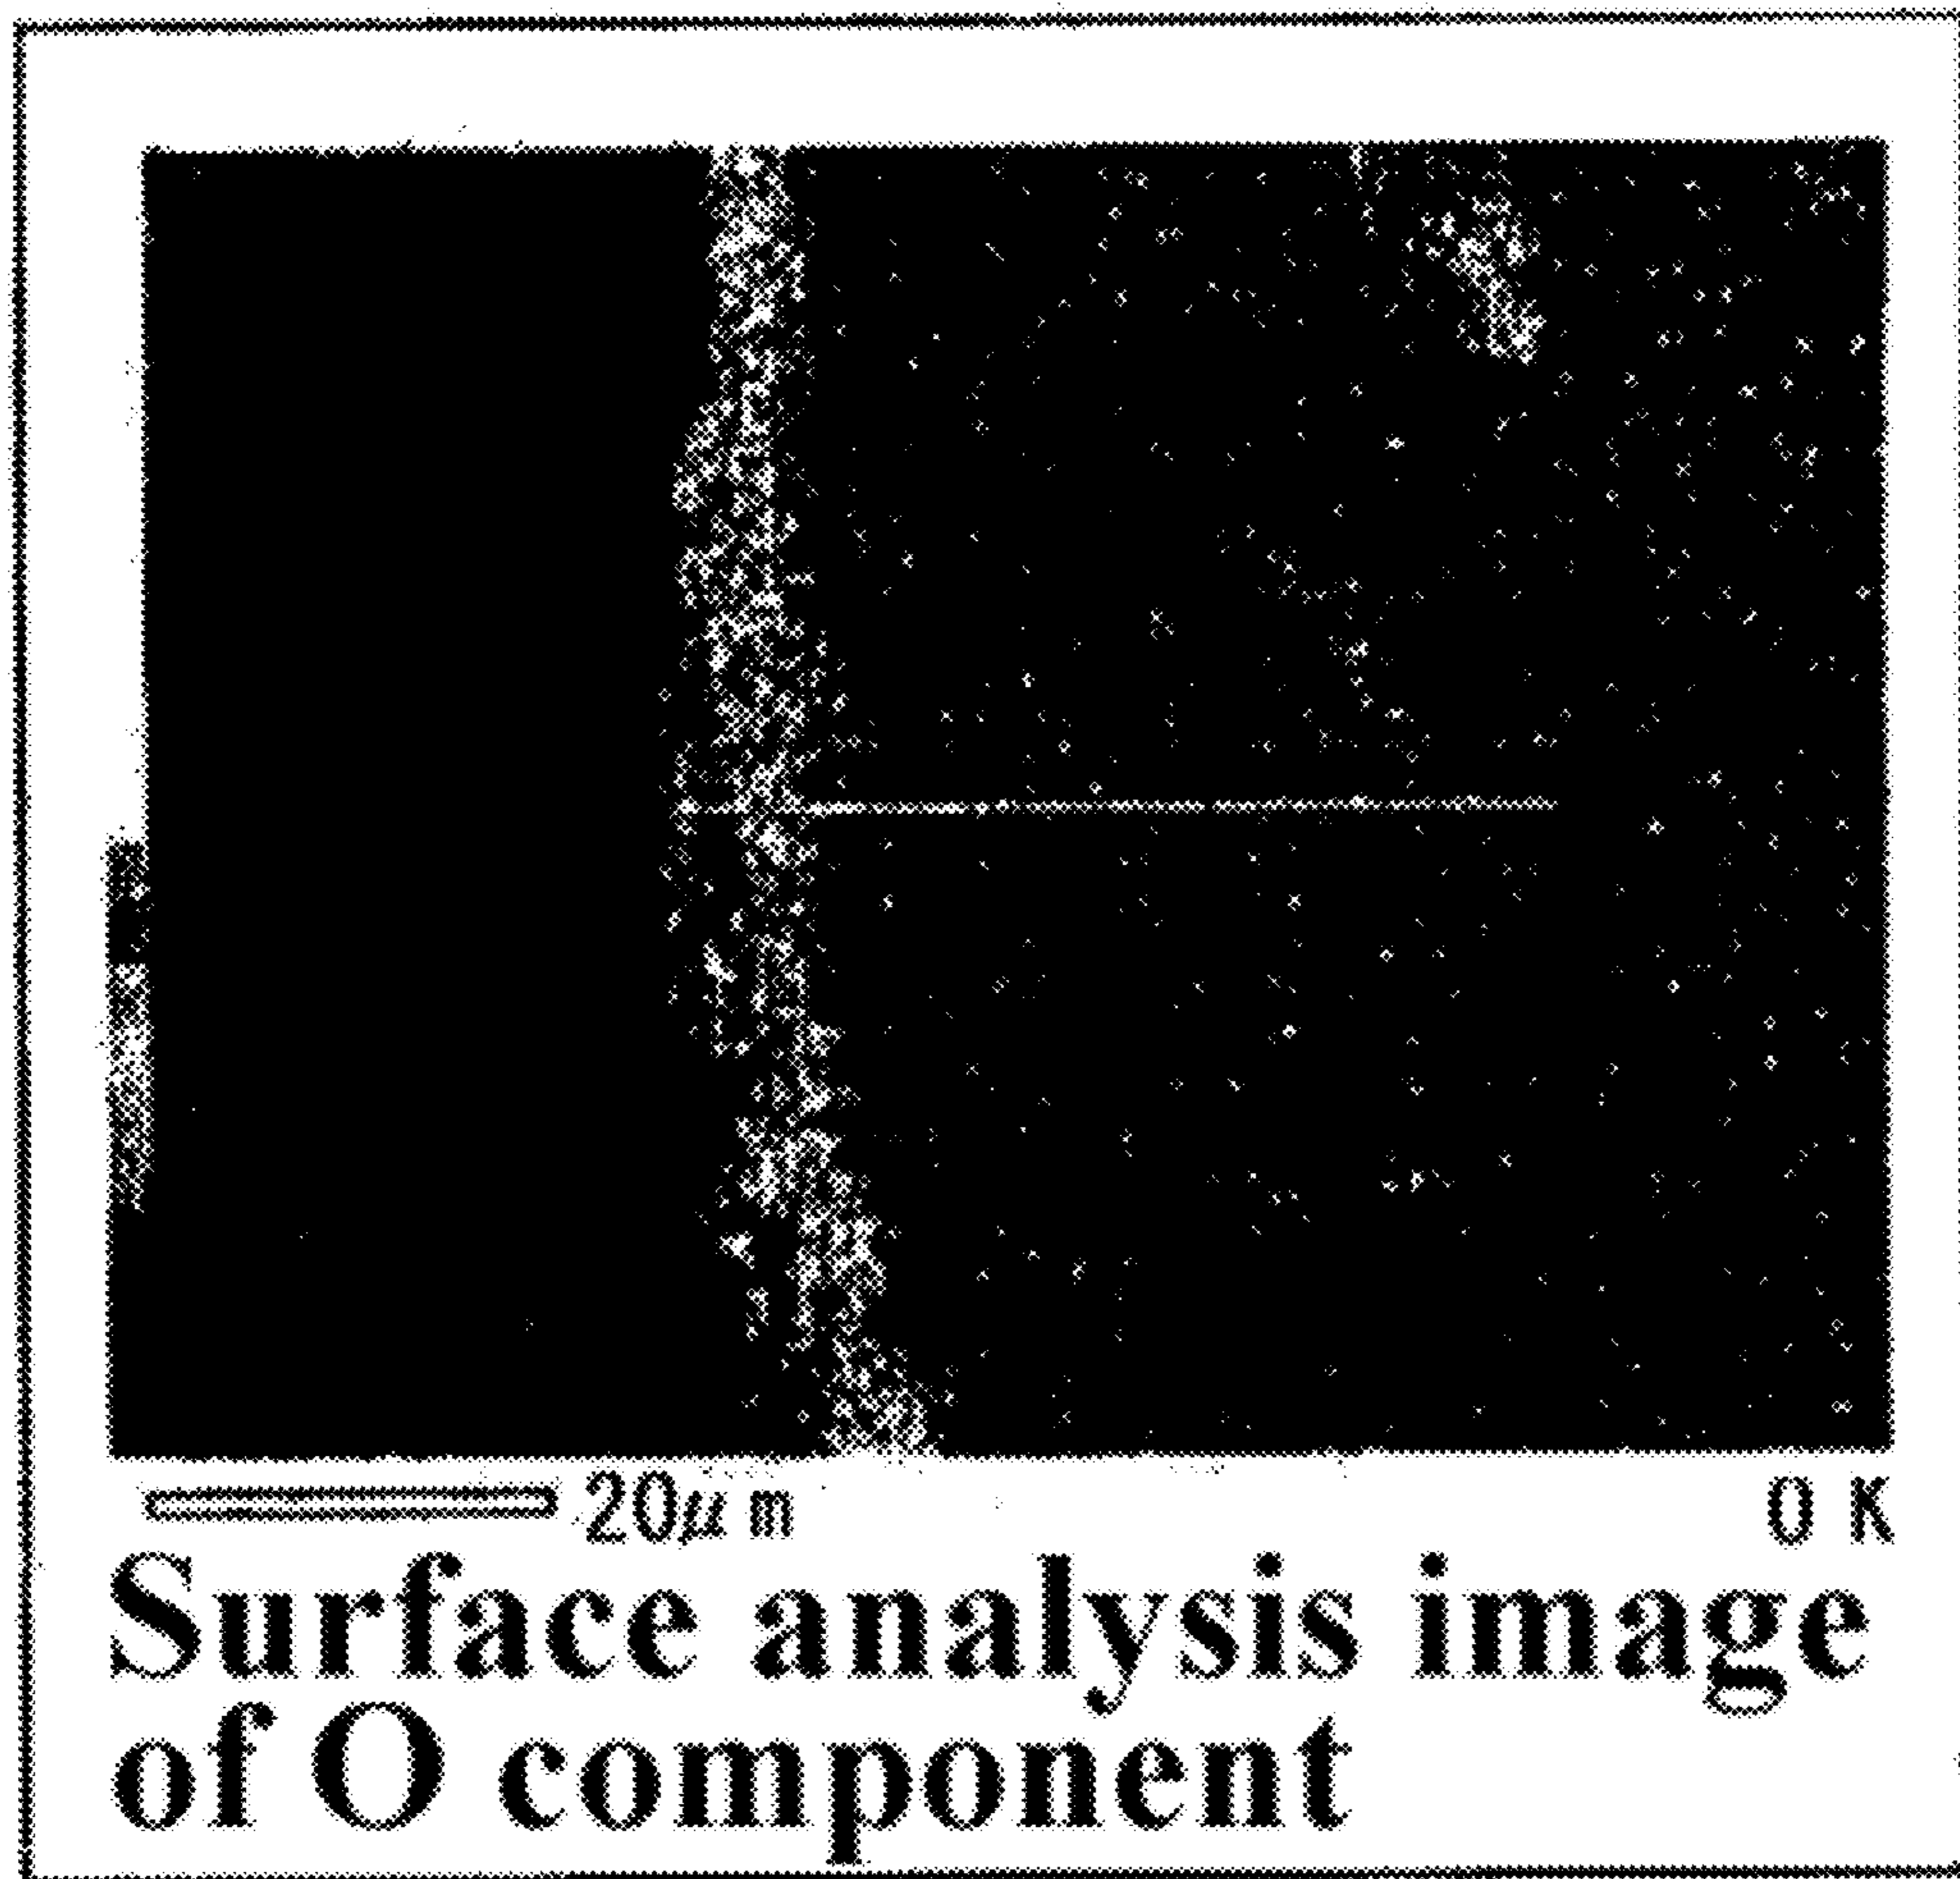 20μm
O K
Surface analysis image
of O component